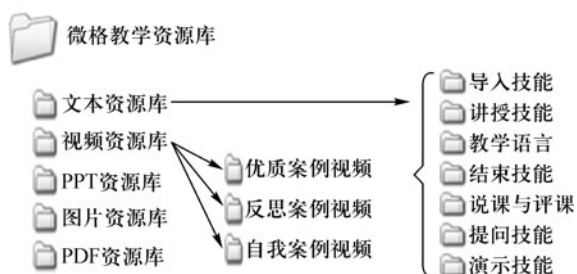 微格教学资源库
文本资源库
视频资源库
PPT资源库
图片资源库
PDF资源库
优质案例视频
反思案例视频
自我案例视频
导入技能
讲授技能
教学语言
结束技能
说课与评课
提问技能
演示技能